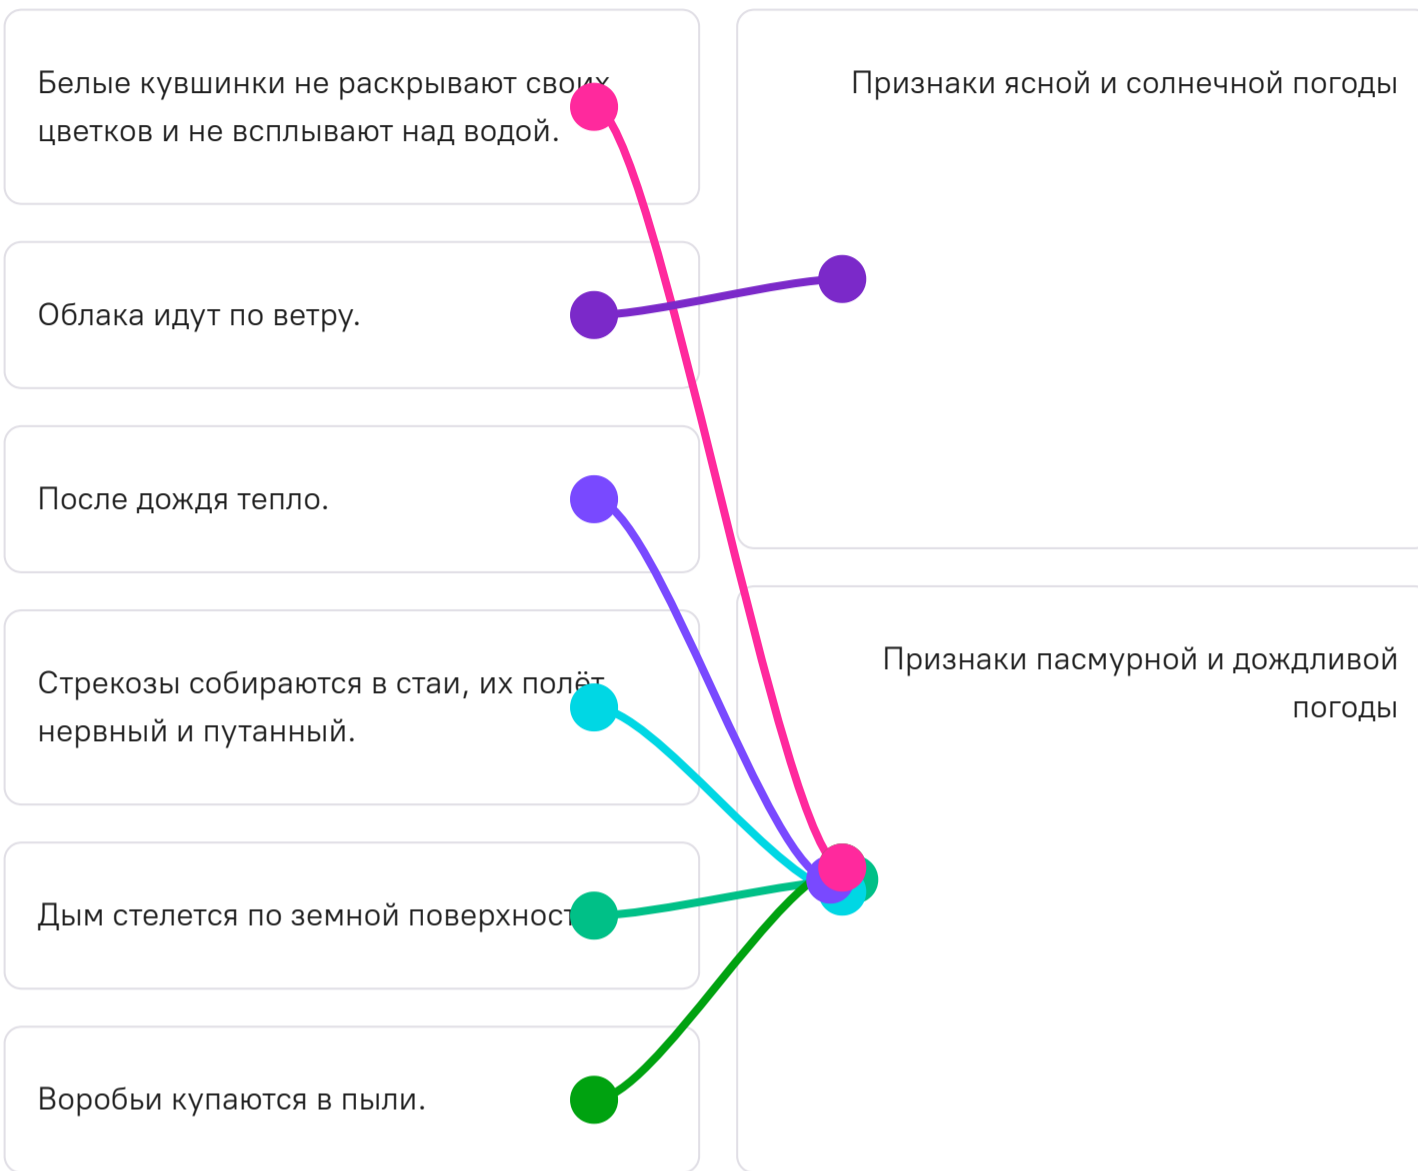 Белые кувшинки не раскрывают своих
цветков и не всплывают над водой.
Облака идут по ветру.
После дождя тепло.
Стрекозы собираются в стаи, их полёт
нервный и путанный.
Дым стелется по земной поверхност
Воробьи купаются в пыли.
Признаки ясной и солнечной погоды
Признаки пасмурной и дождливой
погоды